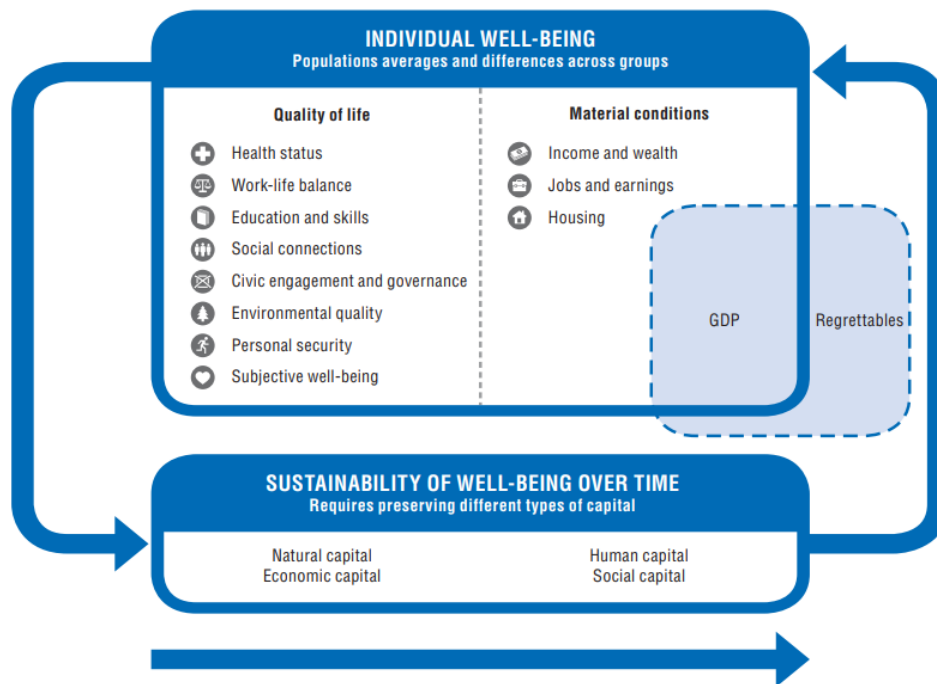 INDIVIDUAL WELL-BEING
Populations averages and differences across groups
Quality of life
Health status
Work-life balance
Education and skills
Social connections
Civic engagement and governance
Environmental quality
Personal security
Subjective well-being
Material conditions
Income and wealth
Jobs and earnings
Housing
GDP
Regrettables
SUSTAINABILITY OF WELL-BEING OVER TIME
Requires preserving different types of capital
Natural capital
Economic capital
Human capital
Social capital